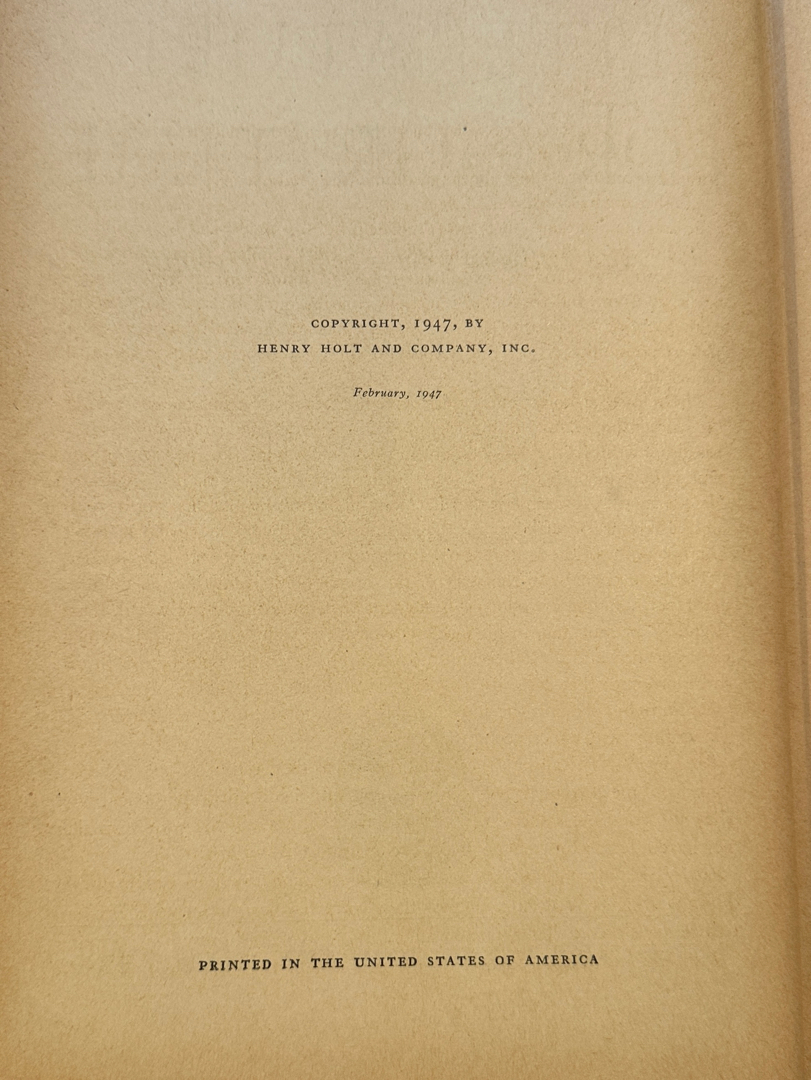 COPYRIGHT, 1947, BY
HENRY HOLT AND COMPANY, INC.
February, 1947
PRINTED IN THE UNITED STATES OF AMERICA